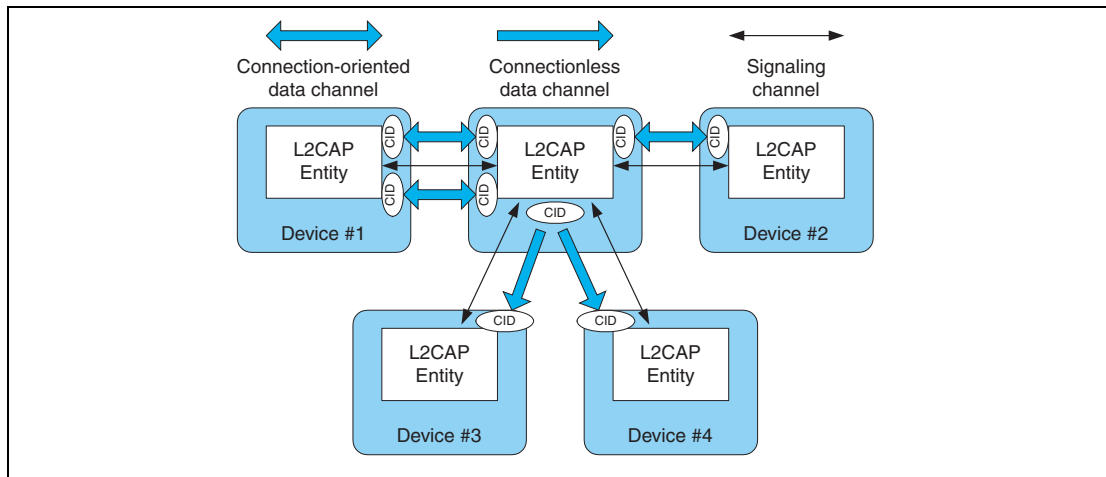 Connection-oriented
data channel
Connectionless
data channel
Signaling
channel
L2CAP
Entity
CID
CID
Device #1
CID
CID
L2CAP
Entity
CID
CID
CID
L2CAP
Entity
Device #2
CID
L2CAP
Entity
Device #3
CID
L2CAP
Entity
Device #4